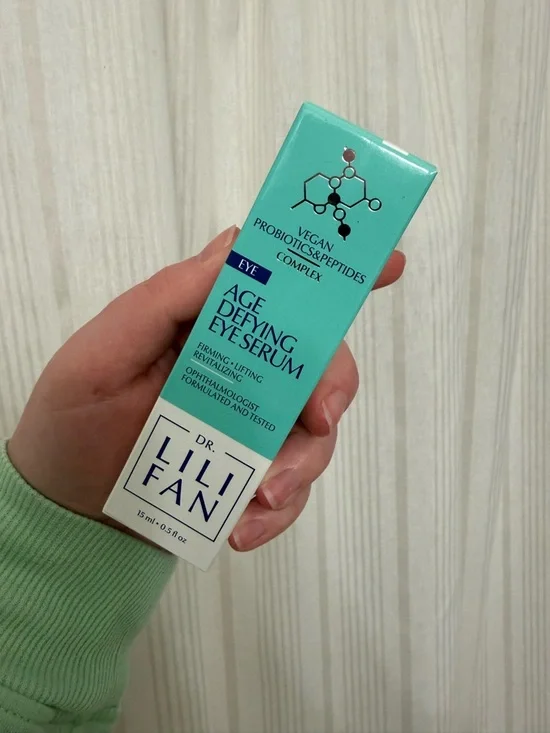 VEGAN
PROBIOTICS&PEPTIDES
COMPLEX
EYE
AGE
DEFYING
EYE SERUM
FIRMING • LIFTING
REVITALIZING
OPHTHALMOLOGIST
FORMULATED AND TESTED
DR.
LILI
FAN
15 ml • 0.5 fl oz